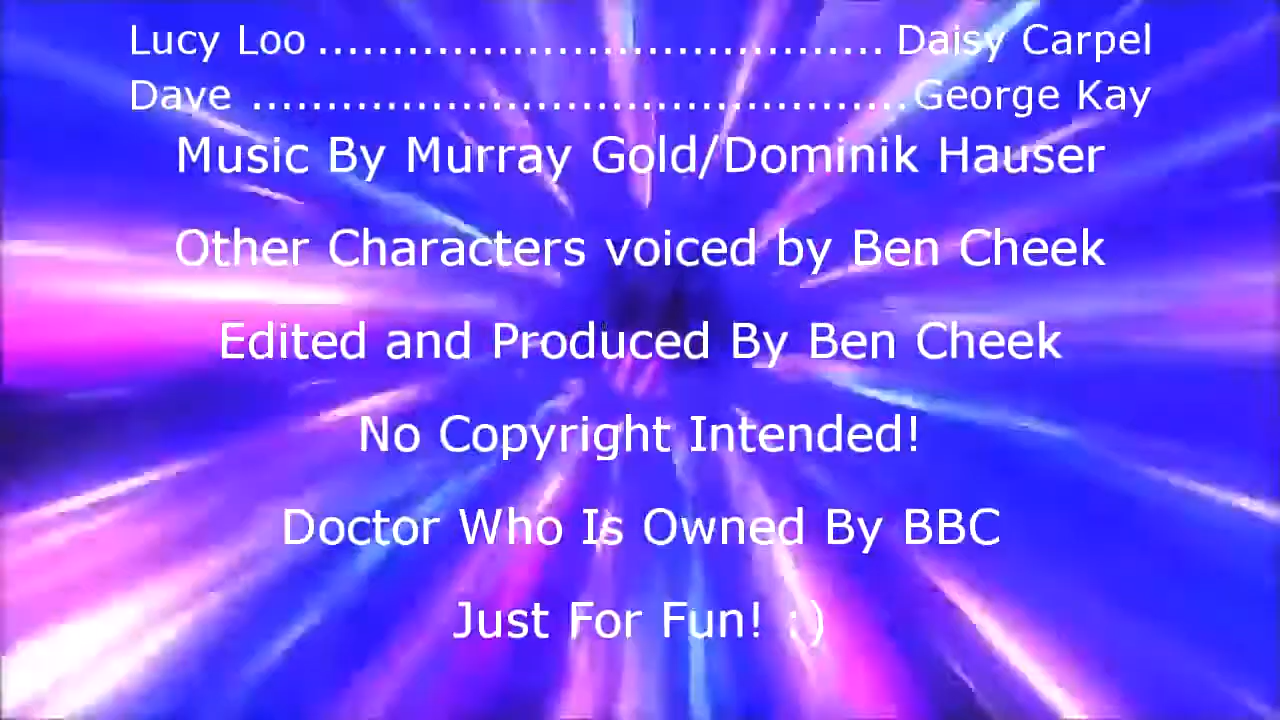 Lucy Loo ...................................... Daisy Carpel
Dave ............................................George Kay
Music By Murray Gold/Dominik Hauser
Other Characters voiced by Ben Cheek
Edited and Produced By Ben Cheek
No Copyright Intended!
Doctor Who Is Owned By BBC
Just For Fun! :)